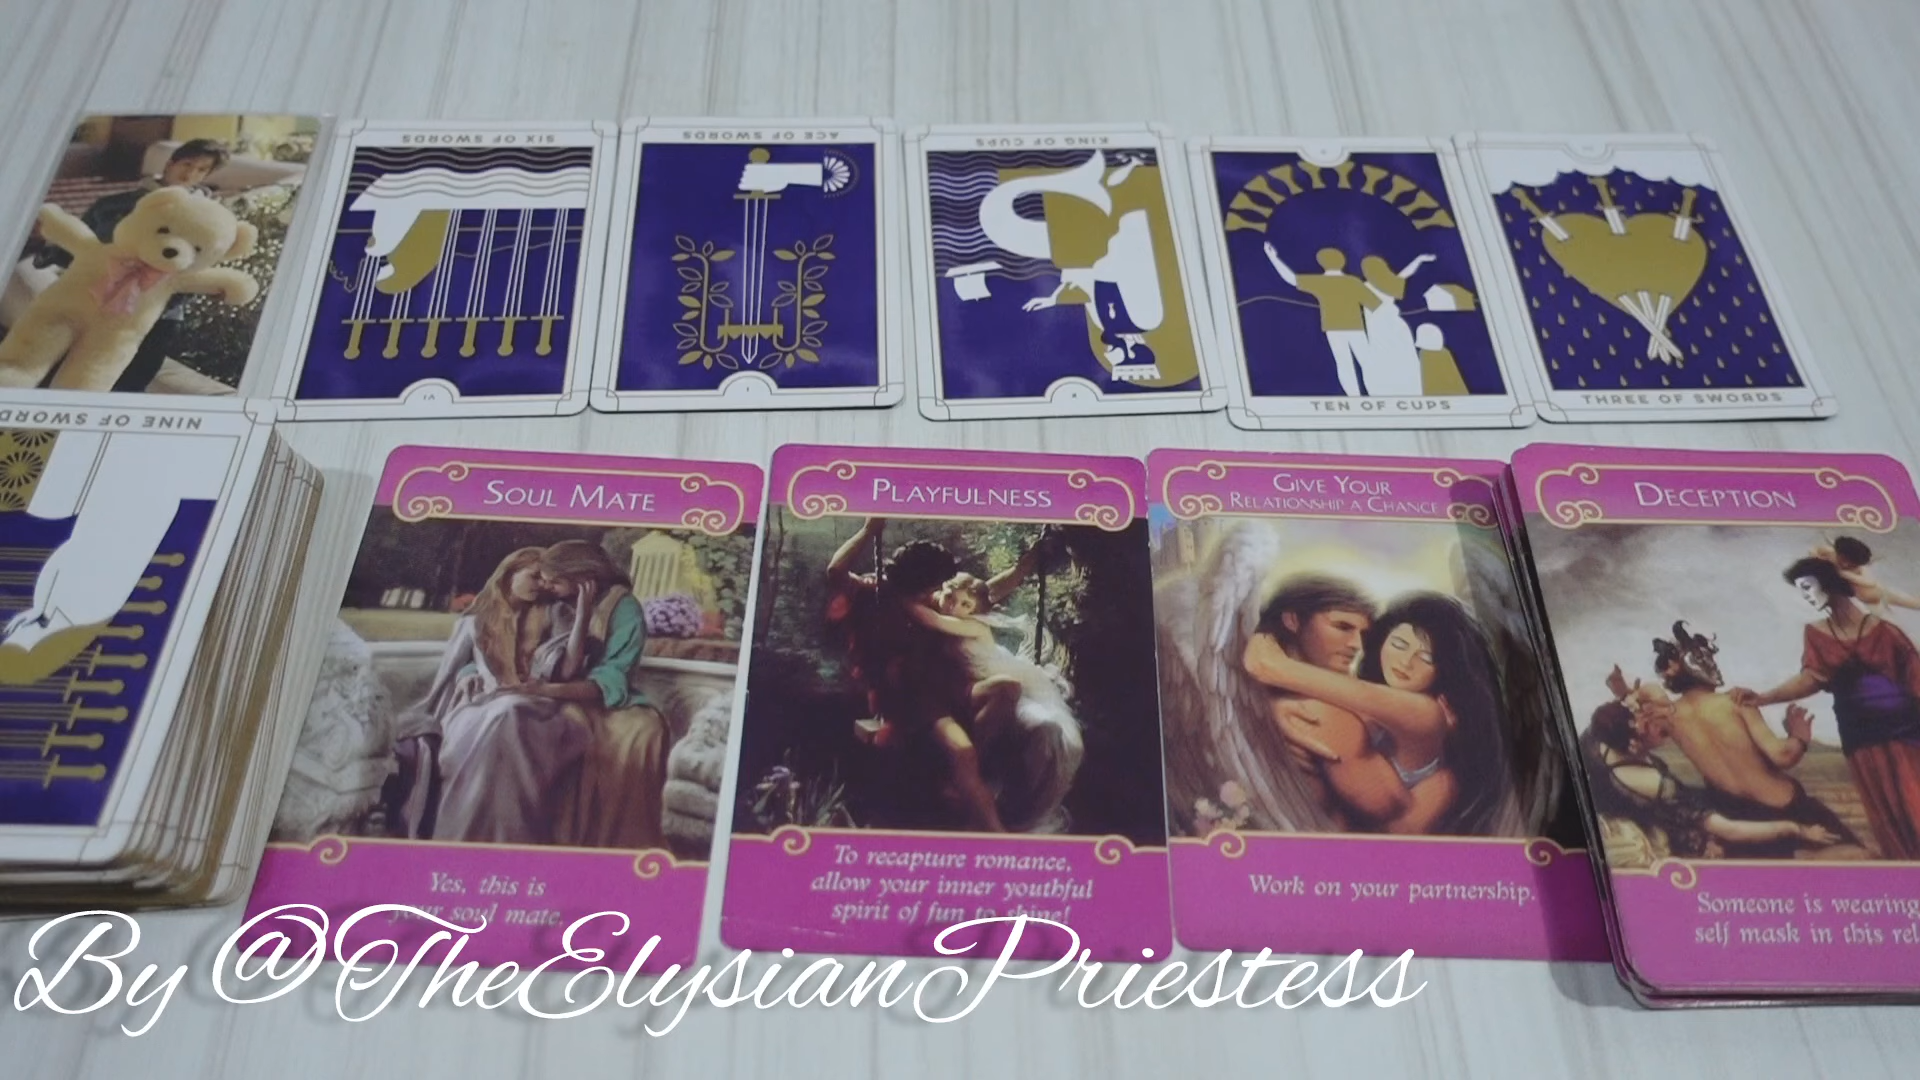 SIX OF SWORDS
ACE OF SWORDS
KING OF CUPS
TEN OF CUPS
THREE OF SWORDS
VI
I
NINE OF SWORDS
SOUL MATE
Yes, this is
your soul mate.
PLAYFULNESS
To recapture romance,
allow your inner youthful
spirit of fun to shine!
GIVE YOUR
RELATIONSHIP A CHANCE
Work on your partnership.
DECEPTION
Someone is wearing
self mask in this
By @TheElysianPriestess